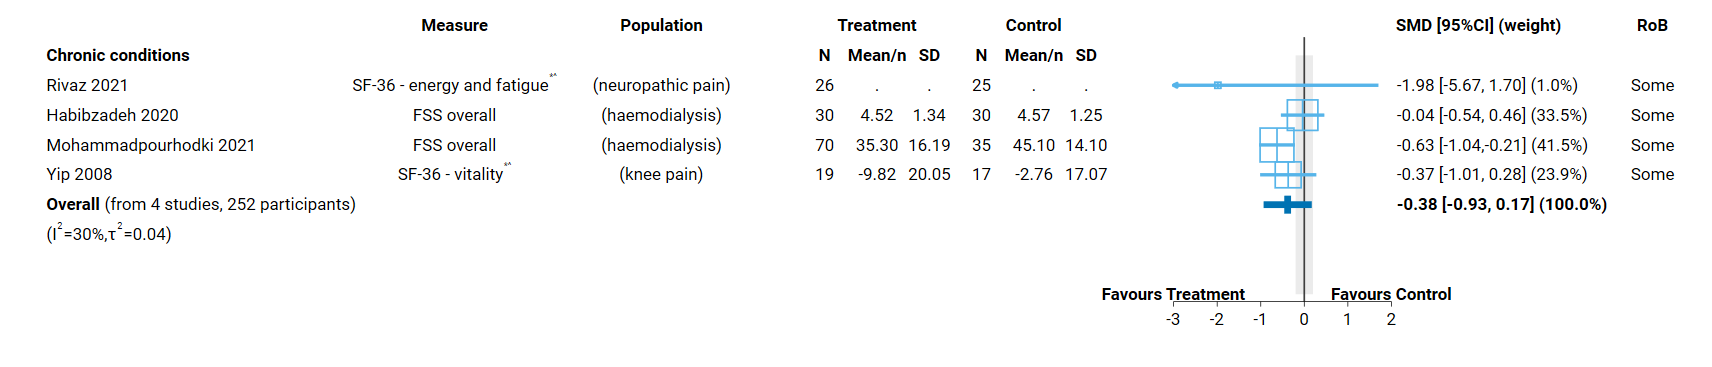 Measure Population Treatment Control SMD [95%CI] (weight) RoB
Chronic conditions N Mean/n SD N Mean/n SD
Rivaz 2021 SF-36 - energy and fatigue*^ (neuropathic pain) 26 . . 25 . . -1.98 [-5.67, 1.70] (1.0%) Some
Habibzadeh 2020 FSS overall (haemodialysis) 30 4.52 1.34 30 4.57 1.25 -0.04 [-0.54, 0.46] (33.5%) Some
Mohammadpourhodki 2021 FSS overall (haemodialysis) 70 35.30 16.19 35 45.10 14.10 -0.63 [-1.04,-0.21] (41.5%) Some
Yip 2008 SF-36 - vitality*^ (knee pain) 19 -9.82 20.05 17 -2.76 17.07 -0.37 [-1.01, 0.28] (23.9%) Some
Overall (from 4 studies, 252 participants) -0.38 [-0.93, 0.17] (100.0%)
(I²=30%,τ²=0.04)
Favours Treatment Favours Control
-3 -2 -1 0 1 2